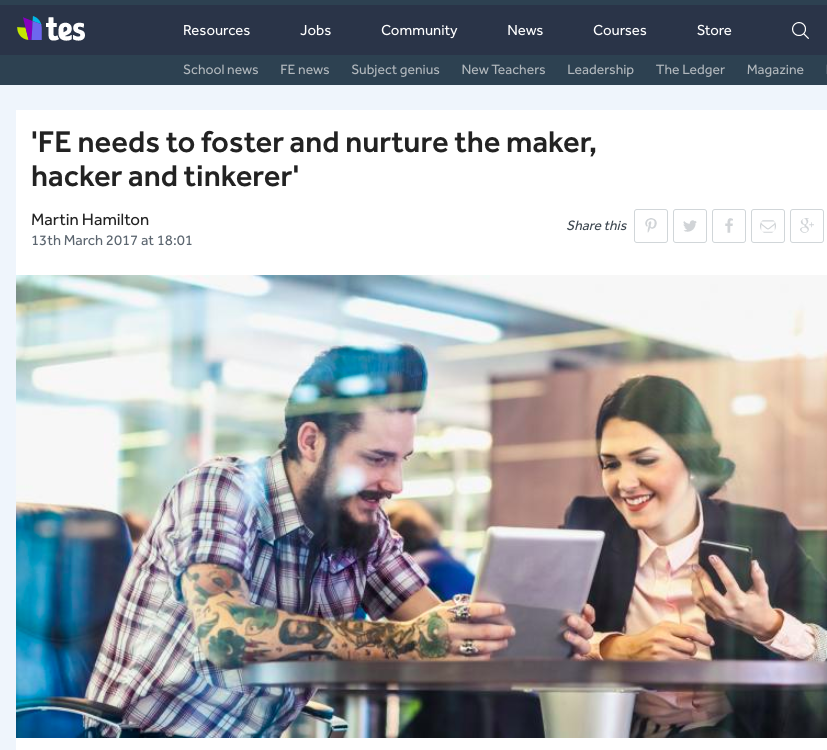 tes
Resources Jobs Community News Courses Store
School news FE news Subject genius New Teachers Leadership The Ledger Magazine
'FE needs to foster and nurture the maker,
hacker and tinkerer'
Martin Hamilton
13th March 2017 at 18:01
Share this